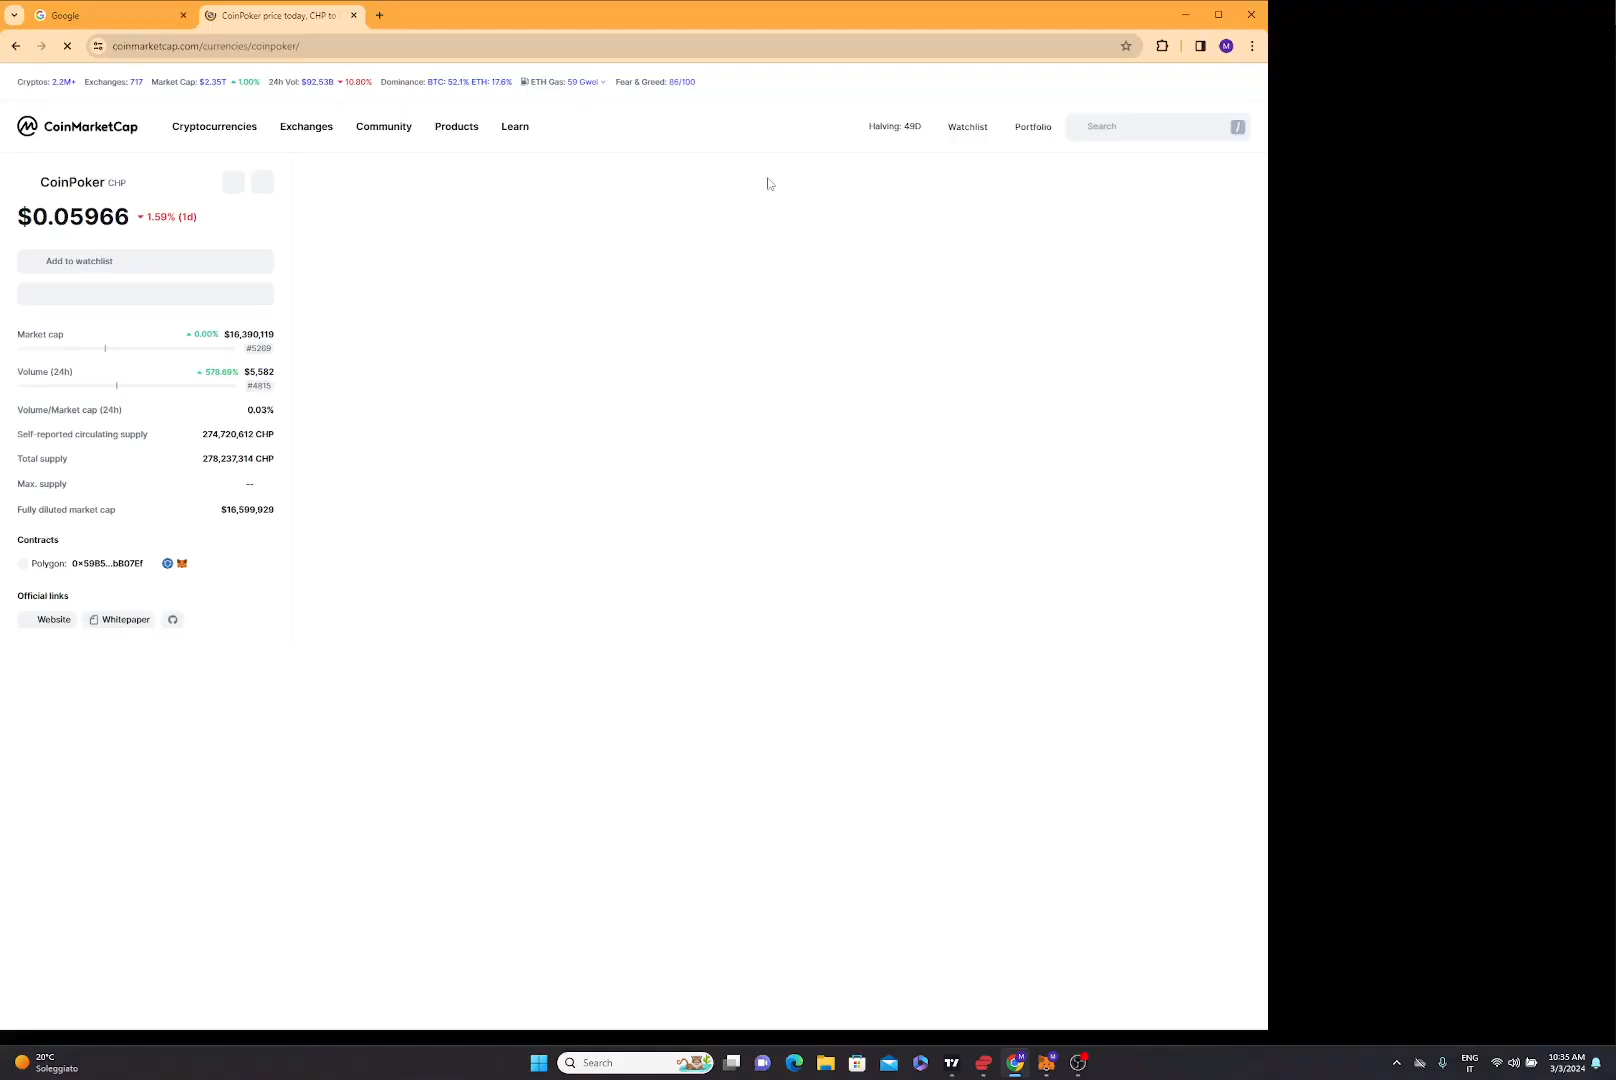 Google
CoinPoker price today, CHP to
coinmarketcap.com/currencies/coinpoker/
M
Cryptos: 2.2M+ Exchanges: 717 Market Cap: $2.35T 1.00% 24h Vol: $92.53B 10.80% Dominance: BTC: 52.1% ETH: 17.6% ETH Gas: 59 Gwei Fear & Greed: 86/100
CoinMarketCap Cryptocurrencies Exchanges Community Products Learn Halving: 49D Watchlist Portfolio Search /
CoinPoker CHP
$0.05966 1.59% (1d)
Add to watchlist
Market cap 0.00% $16,390,119
#5269
Volume (24h) 578.69% $5,582
#4815
Volume/Market cap (24h) 0.03%
Self-reported circulating supply 274,720,612 CHP
Total supply 278,237,314 CHP
Max. supply --
Fully diluted market cap $16,599,929
Contracts
Polygon: 0x59B5...bB07Ef
Official links
Website Whitepaper
20°C
Soleggiato
Search
ENG
IT
10:35 AM
3/3/2024